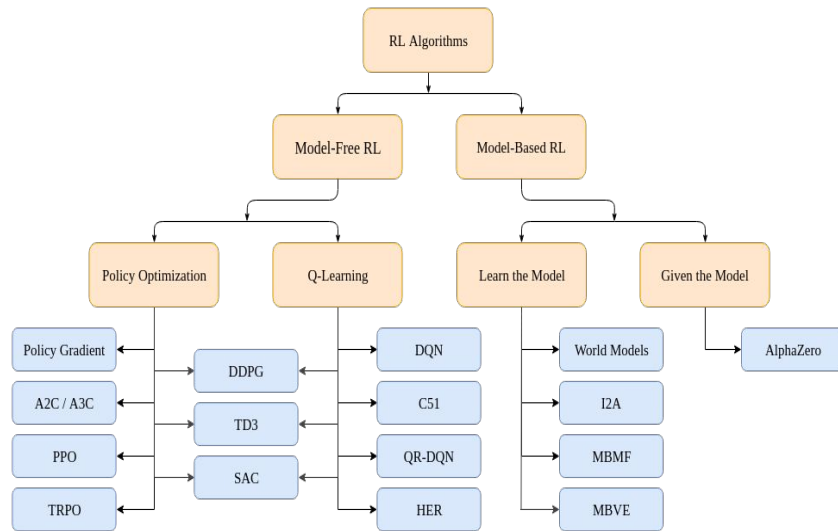 RL Algorithms
Model-Free RL
Model-Based RL
Policy Optimization
Q-Learning
Learn the Model
Given the Model
Policy Gradient
DQN
World Models
AlphaZero
DDPG
A2C / A3C
C51
I2A
TD3
PPO
QR-DQN
MBMF
SAC
TRPO
HER
MBVE